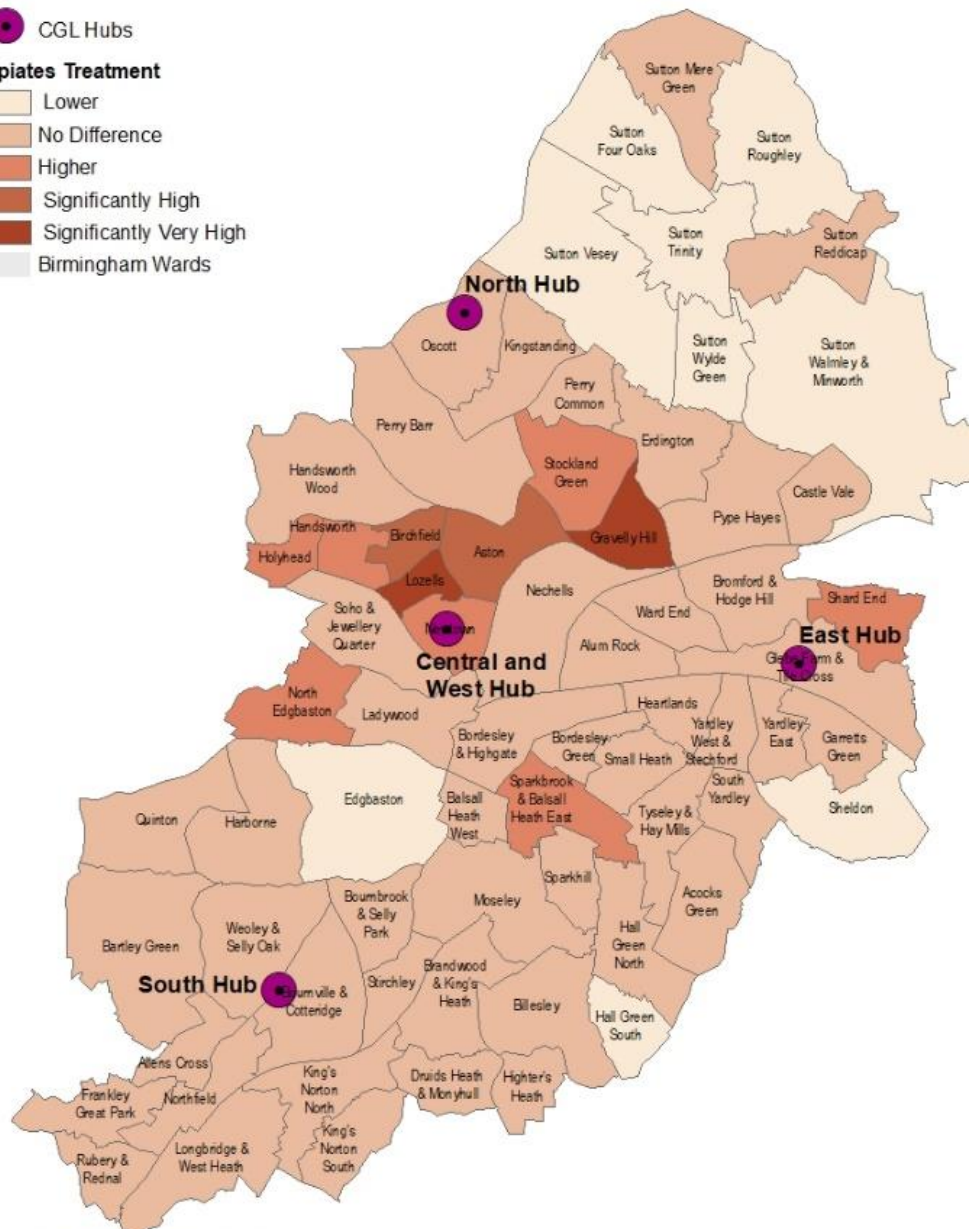 CGL Hubs
piates Treatment
Lower
No Difference
Higher
Significantly High
Significantly Very High
Birmingham Wards
Sutton Mere
Green
Sutton
Four Oaks
Sutton
Roughley
Sutton
Trinity
Sutton
Reddicap
Sutton Vesey
North Hub
Oscott
Kingstanding
Sutton
Wylde
Green
Sutton
Walmley &
Minworth
Perry
Common
Perry Barr
Erdington
Stockland
Green
Handsworth
Wood
Castle Vale
Pype Hayes
Handsworth
Birchfield
Gravelly Hill
Holyhead
Aston
Lozells
Nechells
Bromford &
Hodge Hill
Shard End
Soho &
Jewellery
Quarter
Ward End
Newtown
Alum Rock
East Hub
Glebe Farm &
Tile Cross
Central and
West Hub
North
Edgbaston
Ladywood
Heartlands
Bordesley
& Highgate
Bordesley
Green
Small Heath
Yardley
West &
Stechford
Yardley
East
Garretts
Green
South
Yardley
Sheldon
Edgbaston
Balsall
Heath
West
Sparkbrook
& Balsall
Heath East
Tyseley &
Hay Mills
Quinton
Harborne
Sparkhill
Acocks
Green
Moseley
Bournbrook
& Selly
Park
Hall
Green
North
Weoley &
Selly Oak
Bartley Green
Stirchley
Brandwood
& King's
Heath
Billesley
South Hub
Bournville &
Cotteridge
Hall Green
South
Allens Cross
King's
Norton
North
Druids Heath
& Monyhull
Highter's
Heath
Frankley
Great Park
Northfield
King's
Norton
South
Longbridge &
West Heath
Rubery &
Rednal